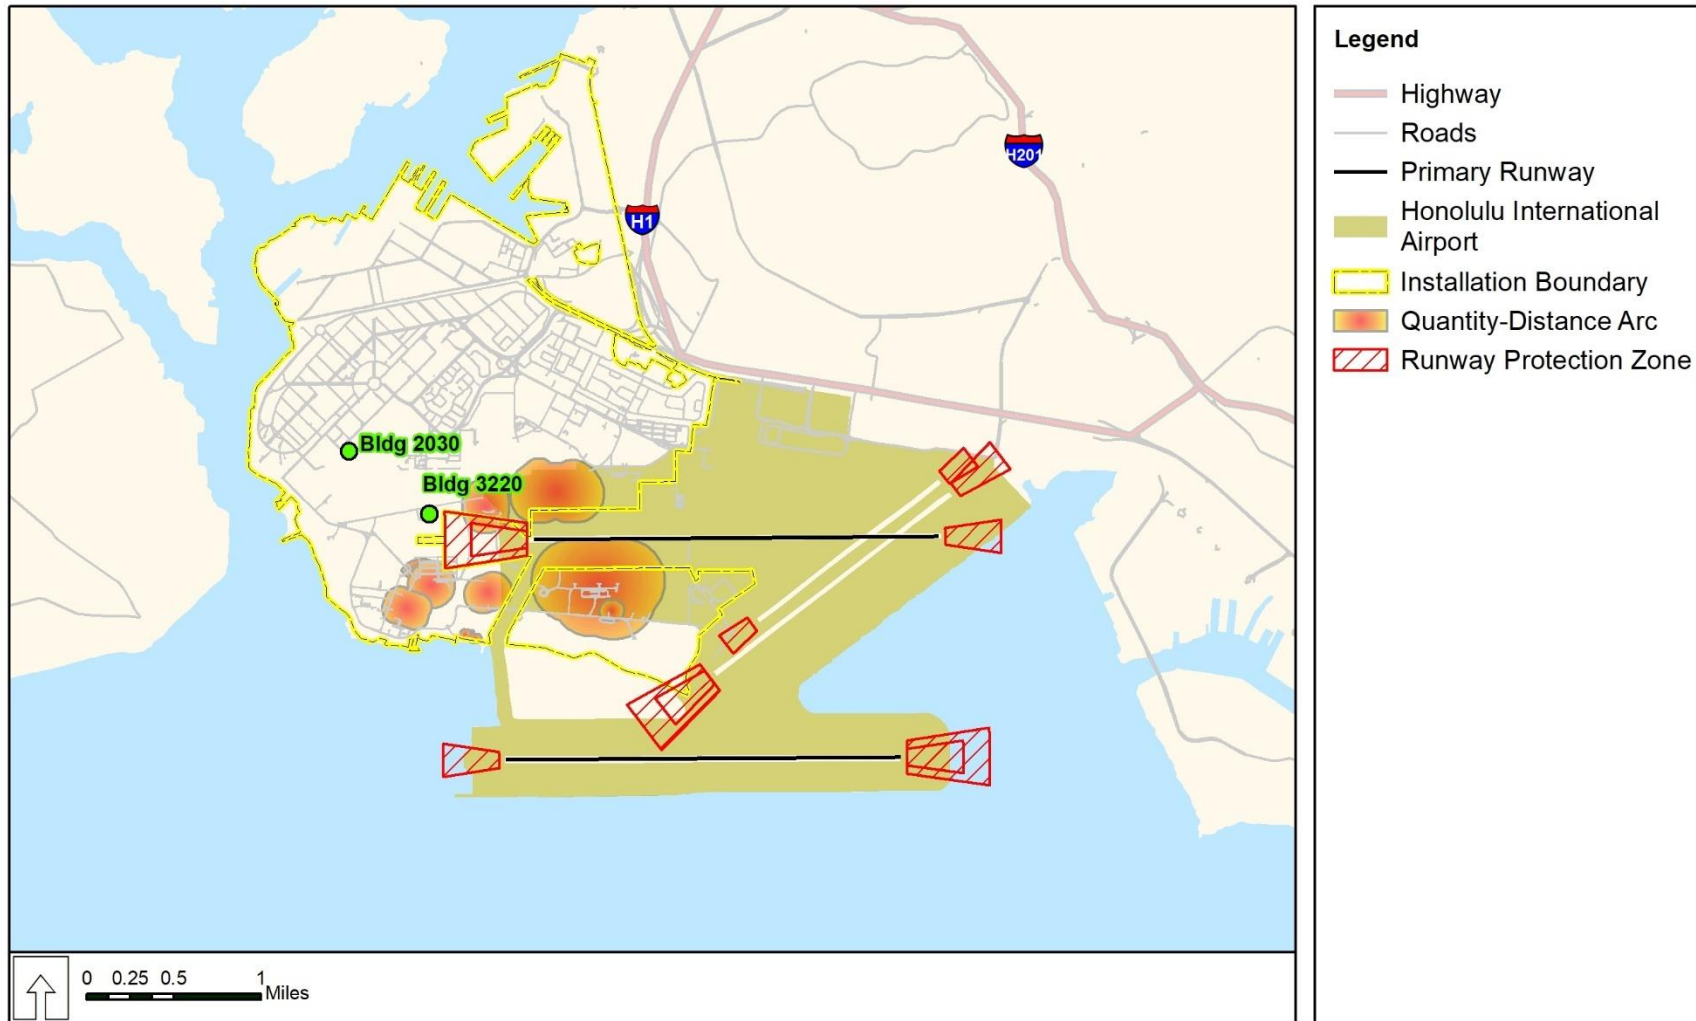 H201
H1
Bldg 2030
Bldg 3220
0 0.25 0.5 1
Miles
Legend
Highway
Roads
Primary Runway
Honolulu International
Airport
Installation Boundary
Quantity-Distance Arc
Runway Protection Zone